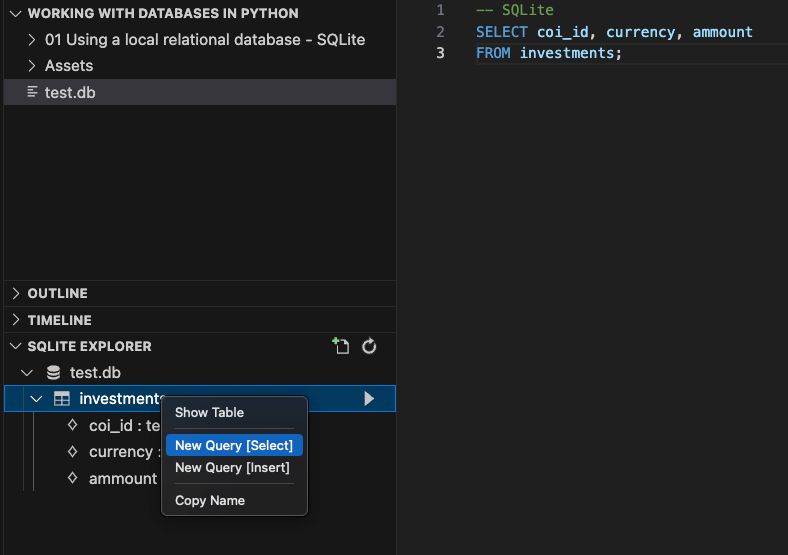 WORKING WITH DATABASES IN PYTHON
01 Using a local relational database - SQLite
Assets
test.db
OUTLINE
TIMELINE
SQLITE EXPLORER
test.db
investments
coi_id : te
currency :
ammount
Show Table
New Query [Select]
New Query [Insert]
Copy Name
1 -- SQLite
2 SELECT coi_id, currency, ammount
3 FROM investments;